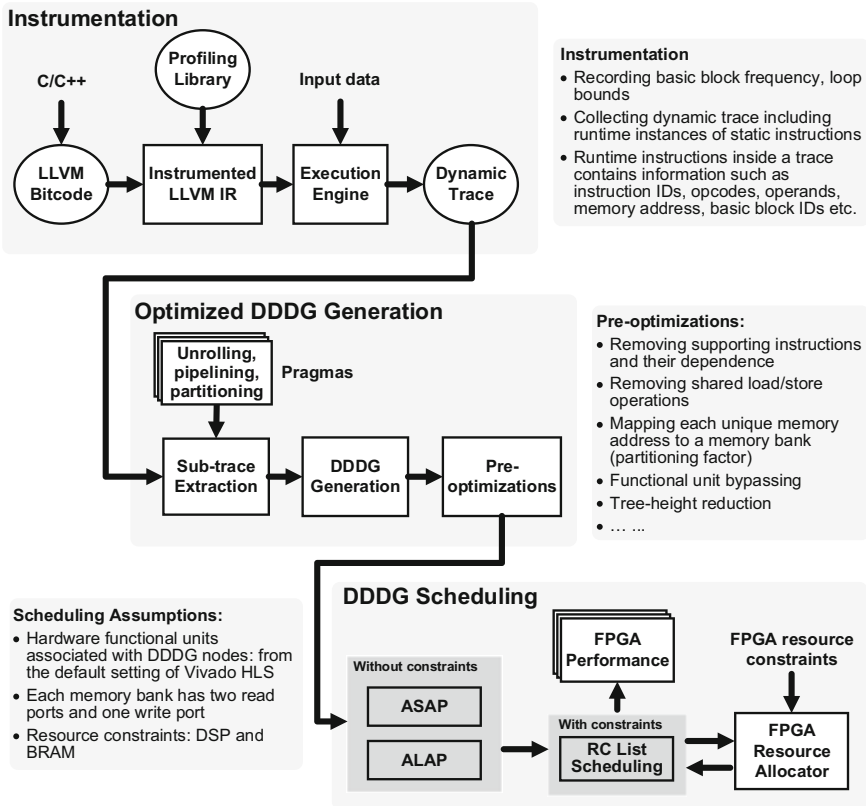 Instrumentation
C/C++
Profiling
Library
Input data
LLVM
Bitcode
Instrumented
LLVM IR
Execution
Engine
Dynamic
Trace
Instrumentation
• Recording basic block frequency, loop
bounds
• Collecting dynamic trace including
runtime instances of static instructions
• Runtime instructions inside a trace
contains information such as
instruction IDs, opcodes, operands,
memory address, basic block IDs etc.
Optimized DDDG Generation
Unrolling,
pipelining,
partitioning
Pragmas
Sub-trace
Extraction
DDDG
Generation
Pre-
optimizations
Pre-optimizations:
• Removing supporting instructions
and their dependence
• Removing shared load/store
operations
• Mapping each unique memory
address to a memory bank
(partitioning factor)
• Functional unit bypassing
• Tree-height reduction
• … ...
Scheduling Assumptions:
• Hardware functional units
associated with DDDG nodes: from
the default setting of Vivado HLS
• Each memory bank has two read
ports and one write port
• Resource constraints: DSP and
BRAM
DDDG Scheduling
Without constraints
ASAP
ALAP
FPGA
Performance
With constraints
RC List
Scheduling
FPGA resource
constraints
FPGA
Resource
Allocator